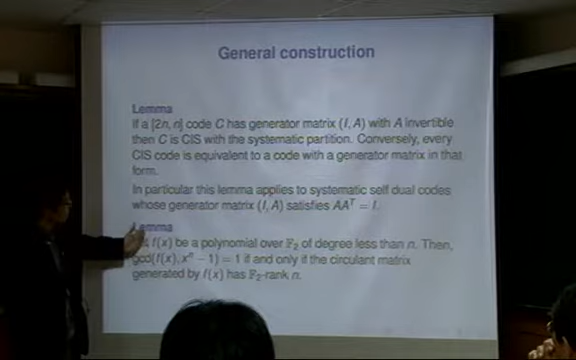 General construction
Lemma
If a [2n, n] code C has generator matrix (I, A) with A invertible
then C is CIS with the systematic partition. Conversely, every
CIS code is equivalent to a code with a generator matrix in that
form.
In particular this lemma applies to systematic self dual codes
whose generator matrix (I, A) satisfies AAᵀ = I.
Lemma
f(x) be a polynomial over 𝔽₂ of degree less than n. Then,
gcd(f(x), xⁿ − 1) = 1 if and only if the circulant matrix
generated by f(x) has 𝔽₂-rank n.